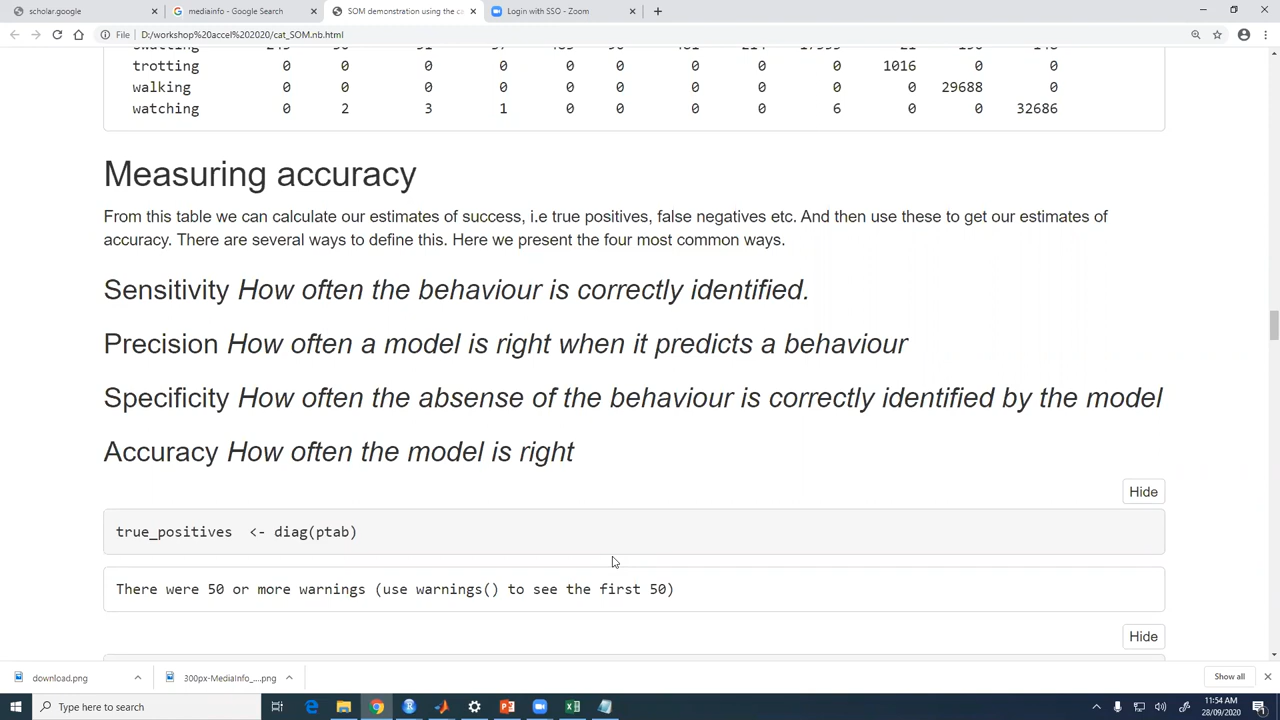 scholar.google
mediainfo - Google Search
SOM demonstration using the c
Login with SSO - Zoom
File
D:/workshop%20accel%202020/cat_SOM.nb.html
trotting 0 0 0 0 0 0 0 0 0 1016 0 0
walking 0 0 0 0 0 0 0 0 0 0 29688 0
watching 0 2 3 1 0 0 0 0 6 0 0 32686
Measuring accuracy
From this table we can calculate our estimates of success, i.e true positives, false negatives etc. And then use these to get our estimates of
accuracy. There are several ways to define this. Here we present the four most common ways.
Sensitivity How often the behaviour is correctly identified.
Precision How often a model is right when it predicts a behaviour
Specificity How often the absense of the behaviour is correctly identified by the model
Accuracy How often the model is right
Hide
true_positives <- diag(ptab)
There were 50 or more warnings (use warnings() to see the first 50)
Hide
download.png
300px-MediaInfo_....png
Show all
Type here to search
11:54 AM
28/09/2020